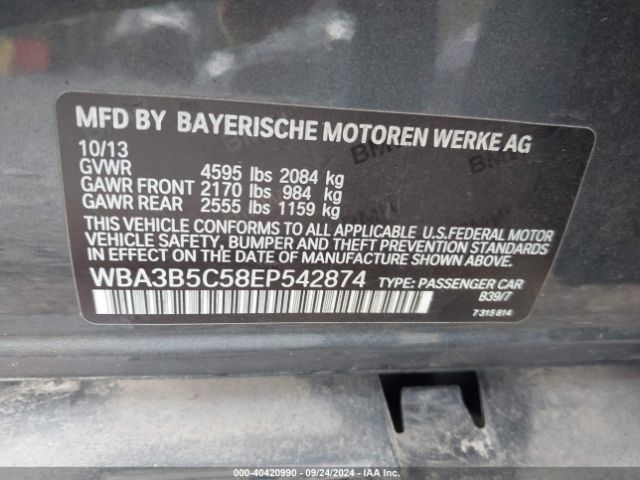 MFD BY BAYERISCHE MOTOREN WERKE AG
10/13
GVWR 4595 lbs 2084 kg
GAWR FRONT 2170 lbs 984 kg
GAWR REAR 2555 lbs 1159 kg
THIS VEHICLE CONFORMS TO ALL APPLICABLE U.S.FEDERAL MOTOR
VEHICLE SAFETY, BUMPER AND THEFT PREVENTION STANDARDS
IN EFFECT ON THE DATE OF MANUFACTURE SHOWN ABOVE.
WBA3B5C58EP542874 TYPE: PASSENGER CAR
B39/7
7315814
000-40420990 - 09/24/2024 - IAA Inc.